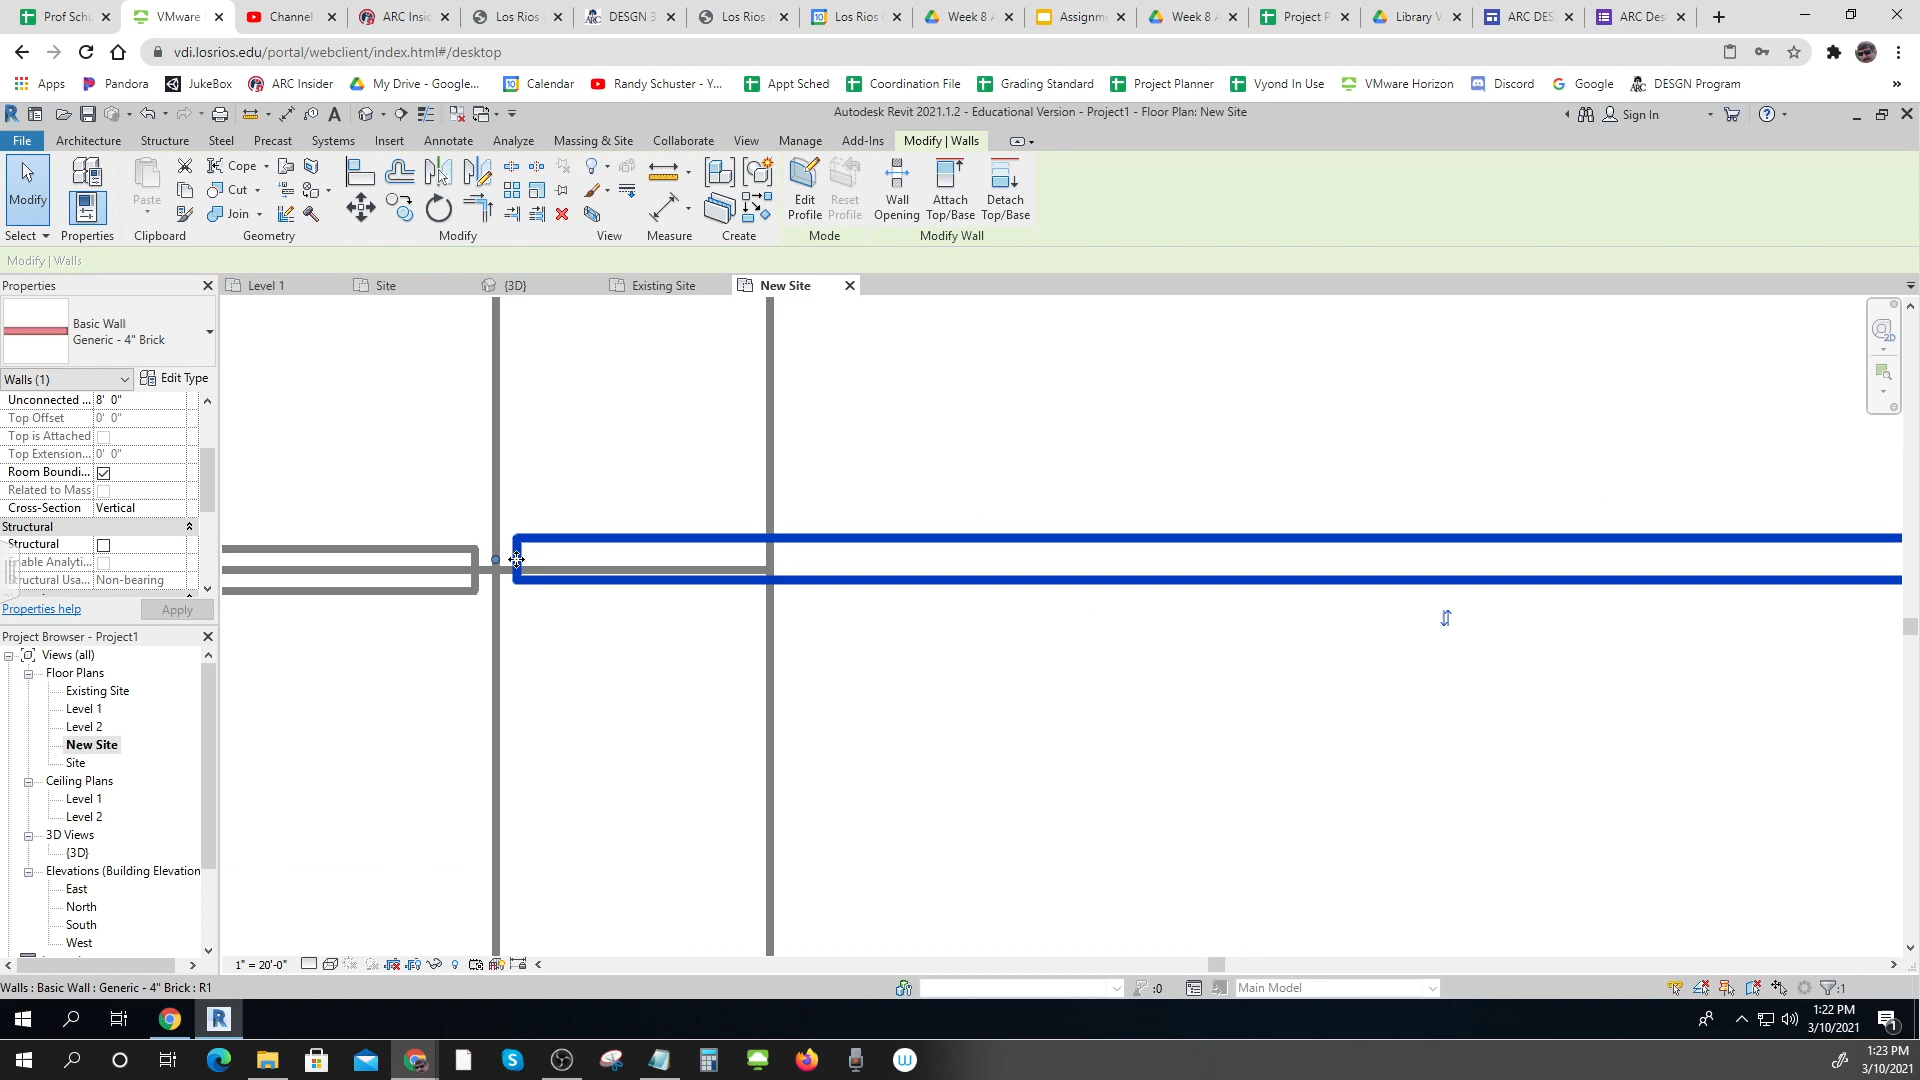 Prof Schu
VMware
Channel
ARC Insic
Los Rios
DESGN 3
Los Rios
Los Rios
Week 8 A
Assignm
Week 8 A
Project P
Library V
ARC DES
ARC Des
vdi.losrios.edu/portal/webclient/index.html#/desktop
Apps
Pandora
JukeBox
ARC Insider
My Drive - Google...
Calendar
Randy Schuster - Y...
Appt Sched
Coordination File
Grading Standard
Project Planner
Vyond In Use
VMware Horizon
Discord
Google
DESGN Program
»
Autodesk Revit 2021.1.2 - Educational Version - Project1 - Floor Plan: New Site
Sign In
File
Architecture
Structure
Steel
Precast
Systems
Insert
Annotate
Analyze
Massing & Site
Collaborate
View
Manage
Add-Ins
Modify | Walls
Modify
Paste
Cope
Cut
Join
Edit Profile
Reset Profile
Wall Opening
Attach Top/Base
Detach Top/Base
Select
Properties
Clipboard
Geometry
Modify
View
Measure
Create
Mode
Modify Wall
Modify | Walls
Properties
Level 1
Site
{3D}
Existing Site
New Site
Basic Wall
Generic - 4" Brick
Walls (1)
Edit Type
Unconnected ... 8' 0"
Top Offset 0' 0"
Top is Attached
Top Extension... 0' 0"
Room Boundi...
Related to Mass
Cross-Section Vertical
Structural
Structural
Enable Analyti...
Structural Usa... Non-bearing
Properties help
Apply
Project Browser - Project1
Views (all)
Floor Plans
Existing Site
Level 1
Level 2
New Site
Site
Ceiling Plans
Level 1
Level 2
3D Views
{3D}
Elevations (Building Elevation
East
North
South
West
2D
1" = 20'-0"
Walls : Basic Wall : Generic - 4" Brick : R1
:0
Main Model
:1
1:22 PM
3/10/2021
1
1:23 PM
3/10/2021